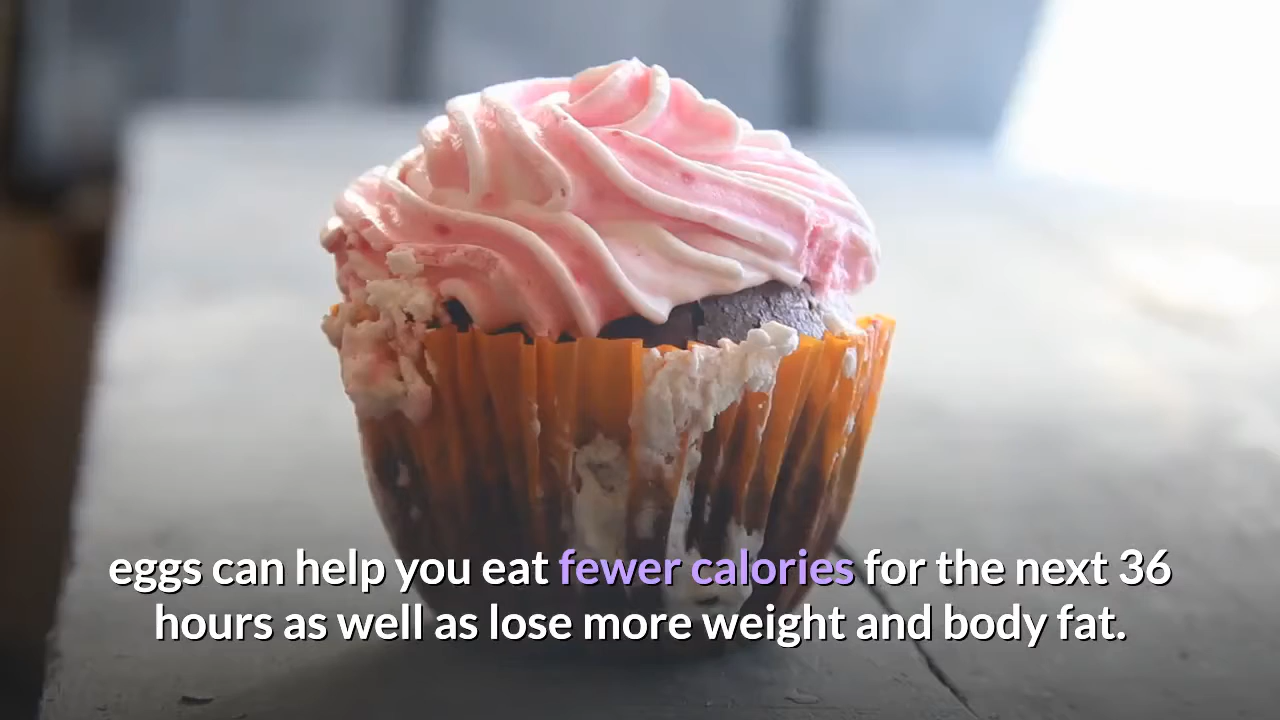 eggs can help you eat fewer calories for the next 36
hours as well as lose more weight and body fat.